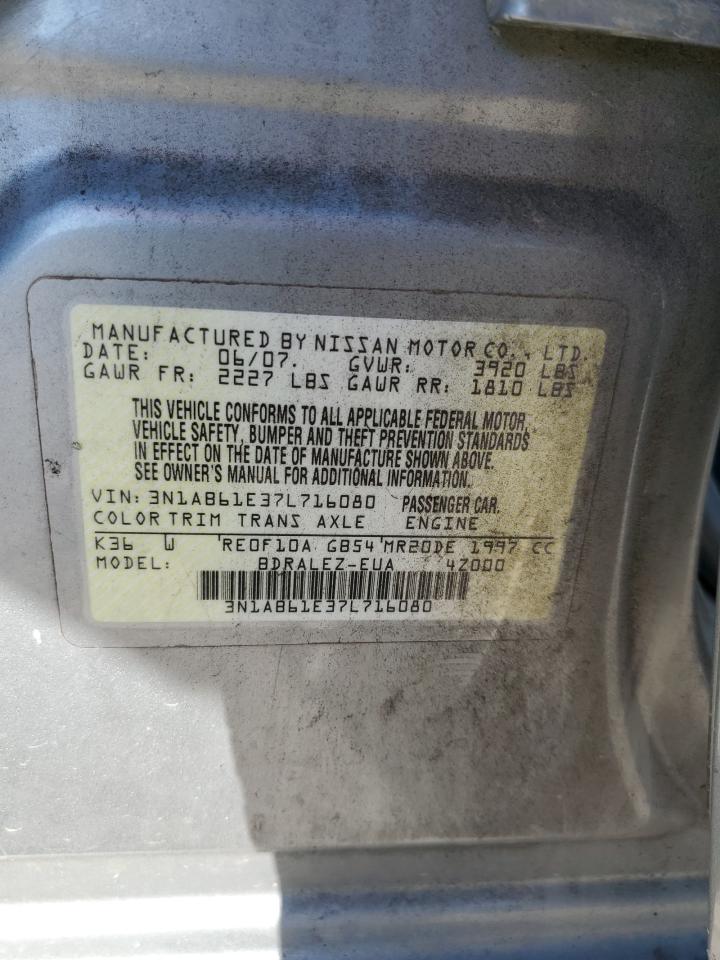 MANUFACTURED BY NISSAN MOTOR CO., LTD.
DATE: 06/07. GVWR: 3920 LBS
GAWR FR: 2227 LBS GAWR RR: 1810 LBS
THIS VEHICLE CONFORMS TO ALL APPLICABLE FEDERAL MOTOR
VEHICLE SAFETY, BUMPER AND THEFT PREVENTION STANDARDS
IN EFFECT ON THE DATE OF MANUFACTURE SHOWN ABOVE.
SEE OWNER'S MANUAL FOR ADDITIONAL INFORMATION.
VIN: 3N1AB61E37L716080 PASSENGER CAR.
COLOR TRIM TRANS AXLE ENGINE
K36 W RE0F10A GB54 MR20DE 1997 CC
MODEL: BDRALEZ-EUA 4Z000
3N1AB61E37L716080